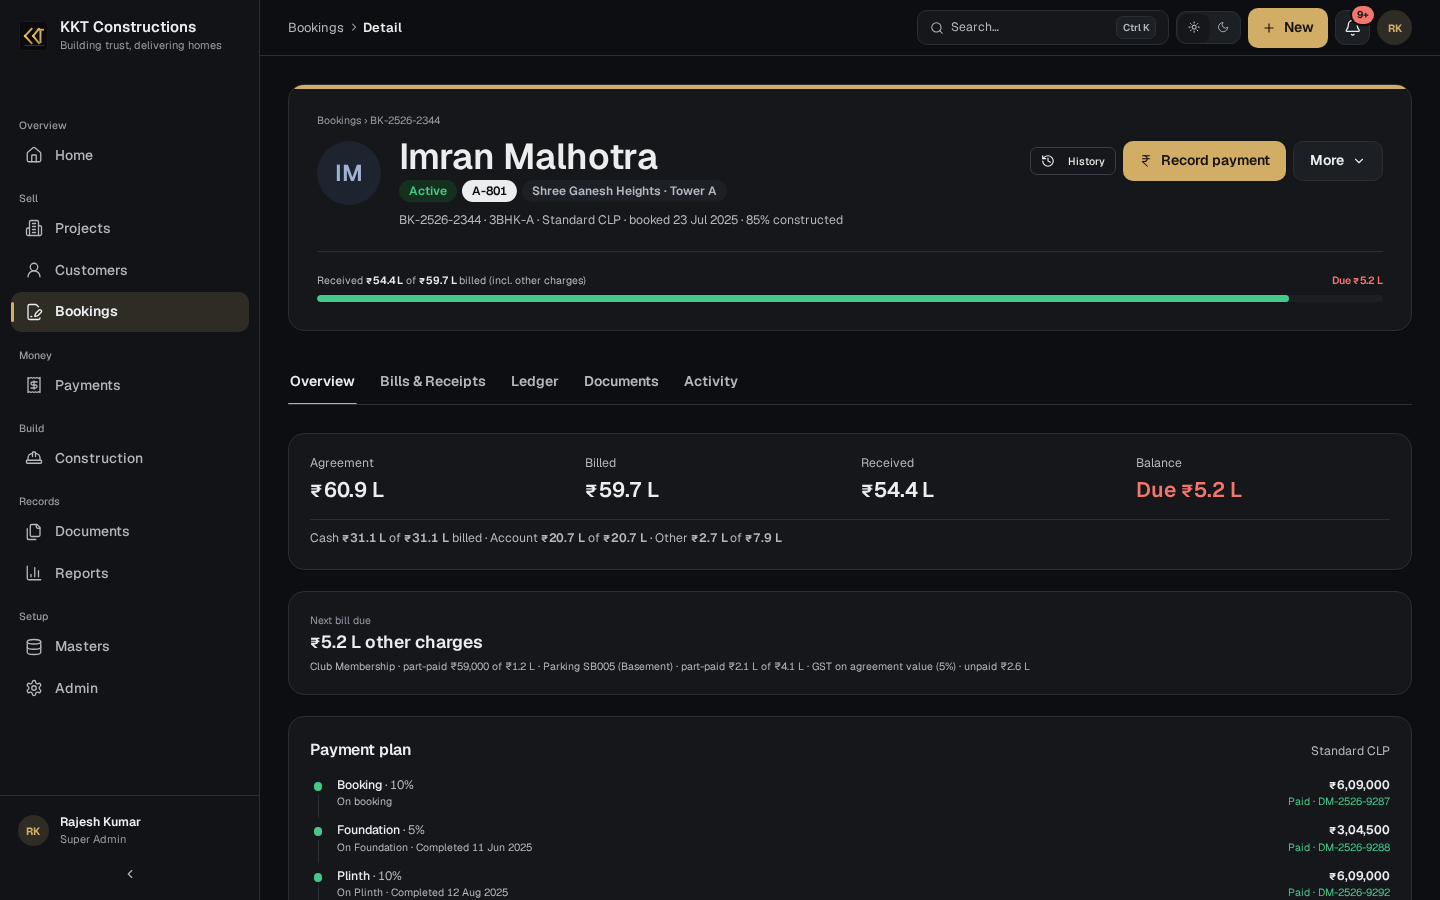 KKT Constructions
Building trust, delivering homes
Bookings › Detail
Search...
Ctrl K
New
9+
RK
Overview
Home
Sell
Projects
Customers
Bookings
Money
Payments
Build
Construction
Records
Documents
Reports
Setup
Masters
Admin
RK
Rajesh Kumar
Super Admin
Bookings › BK-2526-2344
IM
Imran Malhotra
Active
A-801
Shree Ganesh Heights · Tower A
BK-2526-2344 · 3BHK-A · Standard CLP · booked 23 Jul 2025 · 85% constructed
History
₹ Record payment
More
Received ₹54.4 L of ₹59.7 L billed (incl. other charges)
Due ₹5.2 L
Overview
Bills & Receipts
Ledger
Documents
Activity
Agreement
₹60.9 L
Billed
₹59.7 L
Received
₹54.4 L
Balance
Due ₹5.2 L
Cash ₹31.1 L of ₹31.1 L billed · Account ₹20.7 L of ₹20.7 L · Other ₹2.7 L of ₹7.9 L
Next bill due
₹5.2 L other charges
Club Membership · part-paid ₹59,000 of ₹1.2 L · Parking SB005 (Basement) · part-paid ₹2.1 L of ₹4.1 L · GST on agreement value (5%) · unpaid ₹2.6 L
Payment plan
Standard CLP
Booking · 10%
₹6,09,000
On booking
Paid · DM-2526-9287
Foundation · 5%
₹3,04,500
On Foundation · Completed 11 Jun 2025
Paid · DM-2526-9288
Plinth · 10%
₹6,09,000
On Plinth · Completed 12 Aug 2025
Paid · DM-2526-9292